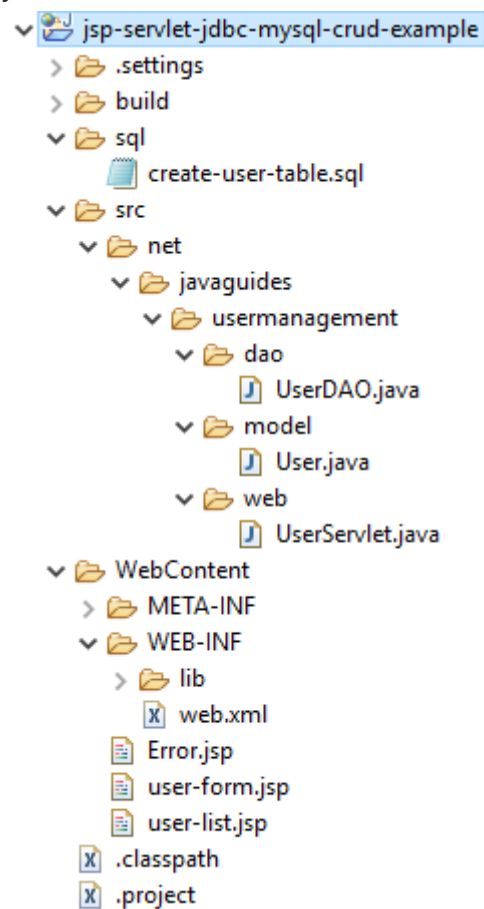 jsp-servlet-jdbc-mysql-crud-example
.settings
build
sql
create-user-table.sql
src
net
javaguides
usermanagement
dao
UserDAO.java
model
User.java
web
UserServlet.java
WebContent
META-INF
WEB-INF
lib
web.xml
Error.jsp
user-form.jsp
user-list.jsp
.classpath
.project